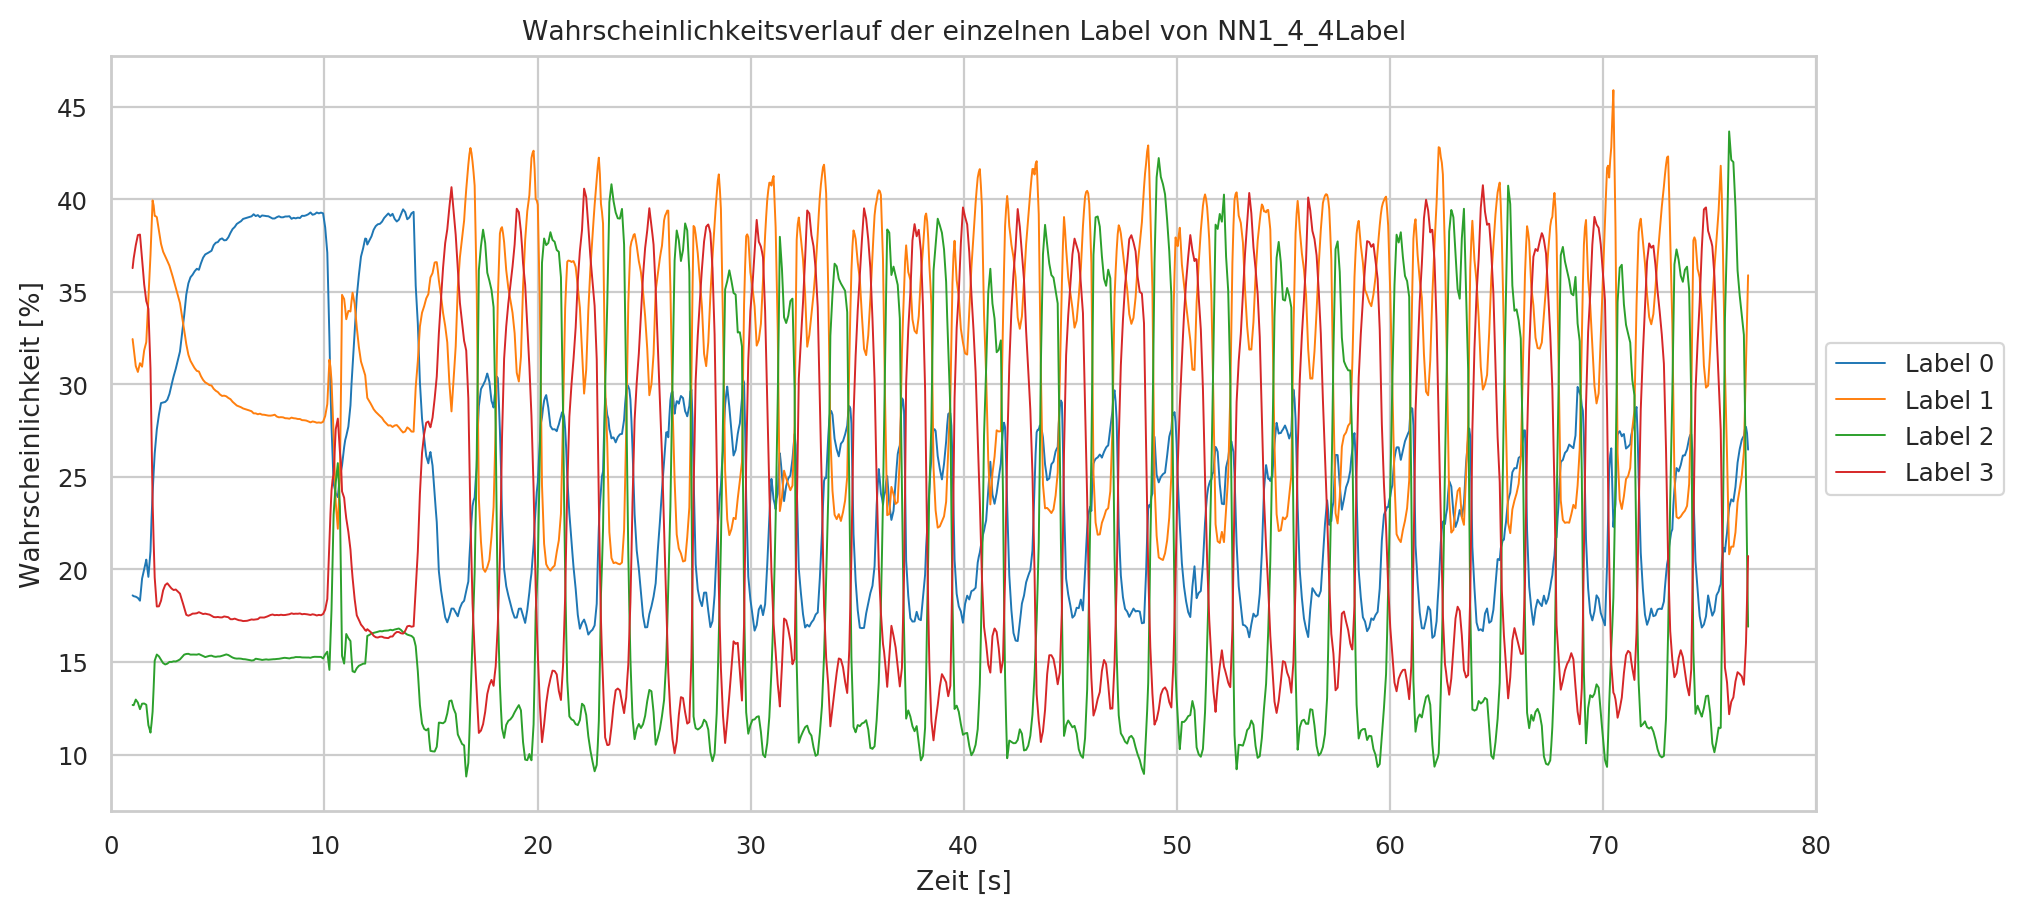 Wahrscheinlichkeitsverlauf der einzelnen Label von NN1_4_4Label
Wahrscheinlichkeit [%]
45
40
35
30
25
20
15
10
0 10 20 30 40 50 60 70 80
Zeit [s]
Label 0
Label 1
Label 2
Label 3